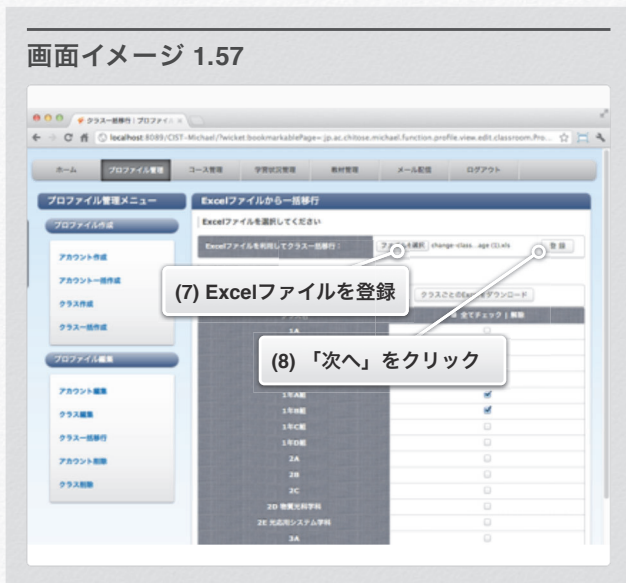 画面イメージ 1.57
クラス一括移行 | プロファイル
localhost:8089/CIST-Michael/?wicket:bookmarkablePage=:jp.ac.chitose.michael.function.profile.view.edit.classroom.Pro...
ホーム プロファイル管理 コース管理 学習状況管理 教材管理 メール配信 ログアウト
プロファイル管理メニュー
プロファイル作成
アカウント作成
アカウント一括作成
クラス作成
クラス一括作成
プロファイル編集
アカウント編集
クラス編集
クラス一括移行
アカウント削除
クラス削除
Excelファイルから一括移行
Excelファイルを選択してください
Excelファイルを利用してクラス一括移行: ファイルを選択 change-class...age (1).xls 登録
(7) Excelファイルを登録
クラスごとのExcelをダウンロード
全てチェック | 解除
1A
(8) 「次へ」をクリック
1年A組
1年B組
1年C組
1年D組
2A
2B
2C
2D 物質光科学科
2E 光応用システム学科
3A